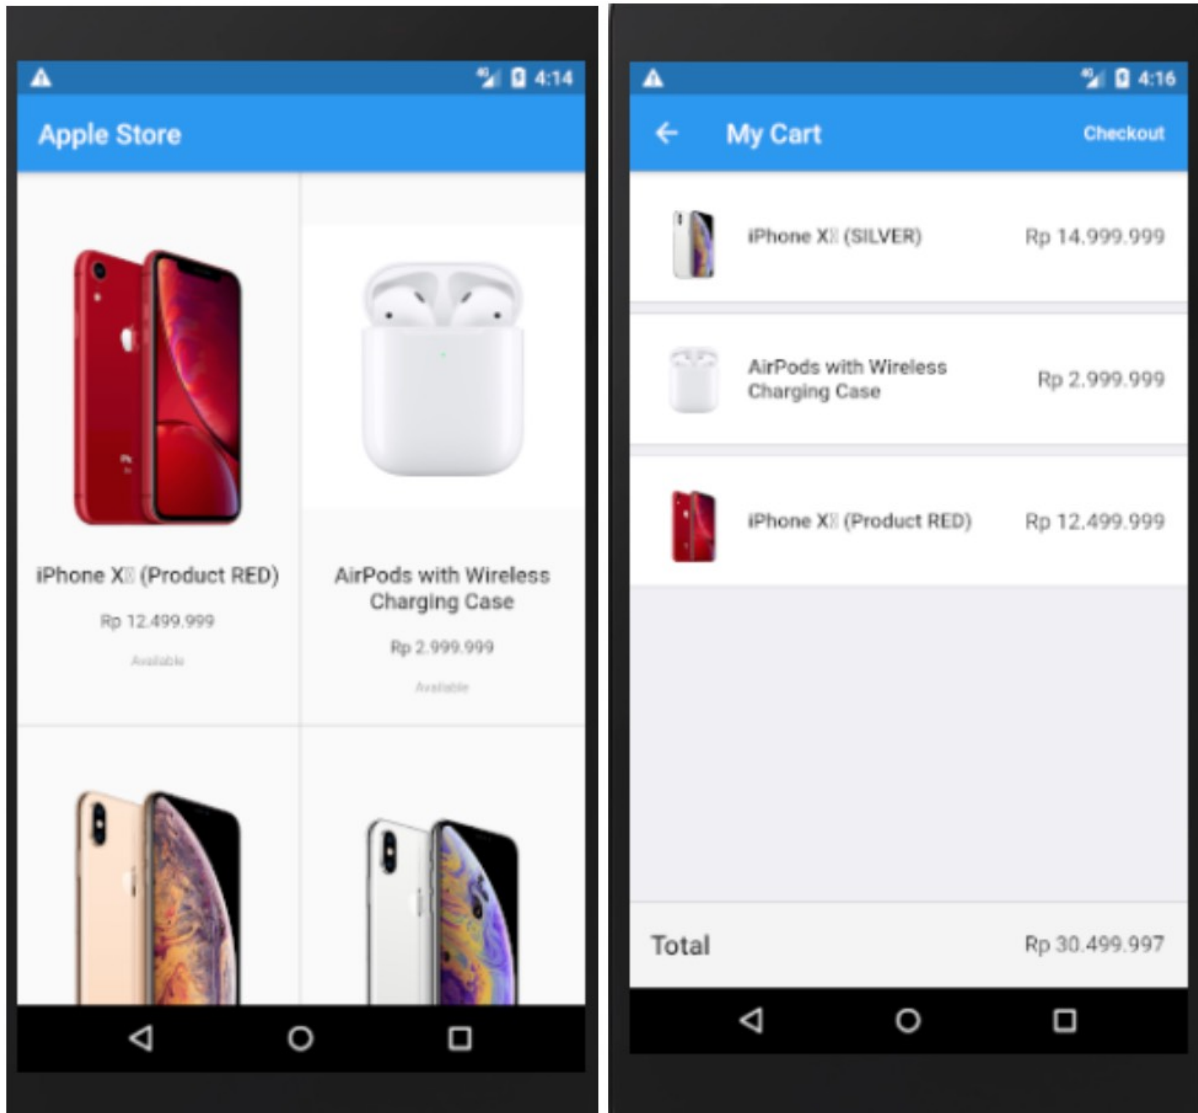 4G 4:14
Apple Store
iPhone X (Product RED)
Rp 12.499.999
Available
AirPods with Wireless
Charging Case
Rp 2.999.999
Available
4G 4:16
My Cart
Checkout
iPhone X (SILVER)
Rp 14.999.999
AirPods with Wireless
Charging Case
Rp 2.999.999
iPhone X (Product RED)
Rp 12.499.999
Total
Rp 30.499.997